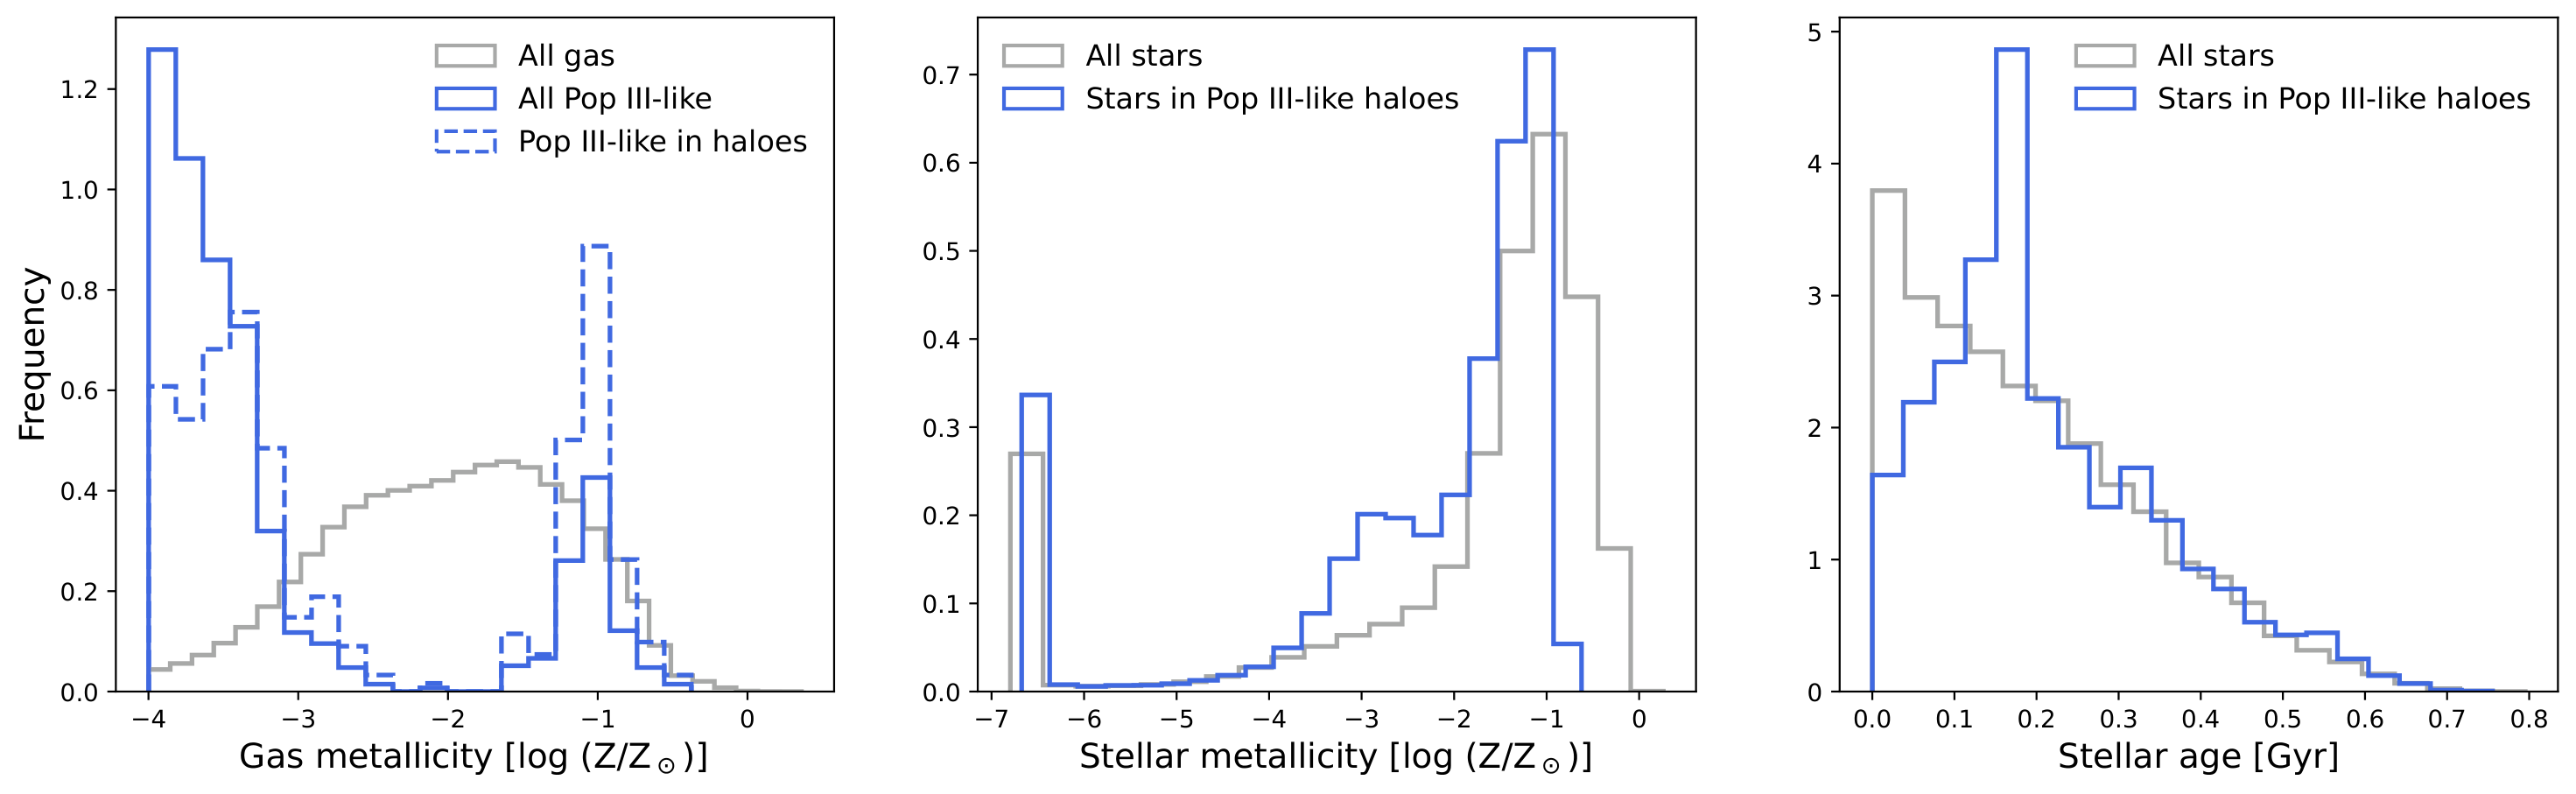 Frequency
1.2
1.0
0.8
0.6
0.4
0.2
0.0
All gas
All Pop III-like
Pop III-like in haloes
−4 −3 −2 −1 0
Gas metallicity [log (Z/Z⊙)]
0.7
0.6
0.5
0.4
0.3
0.2
0.1
0.0
All stars
Stars in Pop III-like haloes
−7 −6 −5 −4 −3 −2 −1 0
Stellar metallicity [log (Z/Z⊙)]
5
4
3
2
1
0
All stars
Stars in Pop III-like haloes
0.0 0.1 0.2 0.3 0.4 0.5 0.6 0.7 0.8
Stellar age [Gyr]